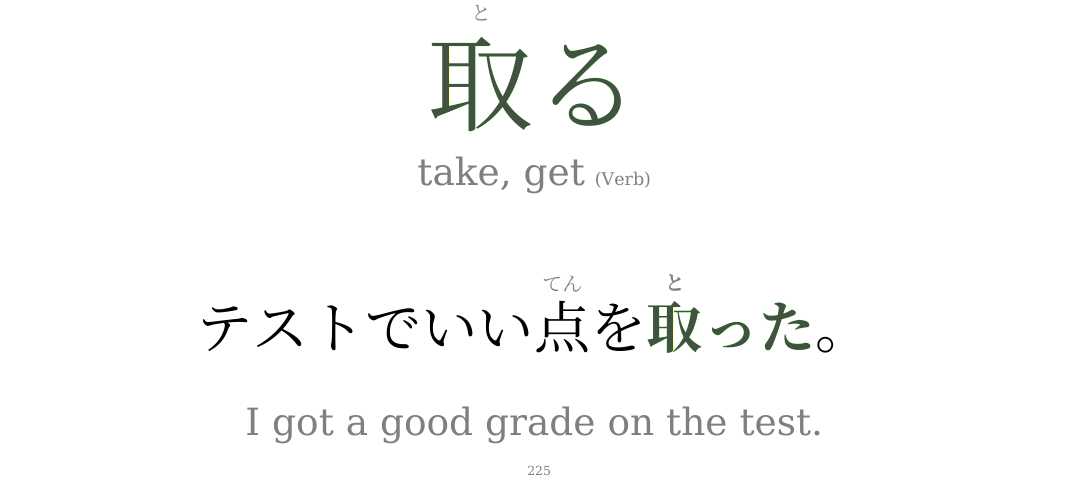 と
取る
take, get (Verb)
てん と
テストでいい点を取った。
I got a good grade on the test.
225